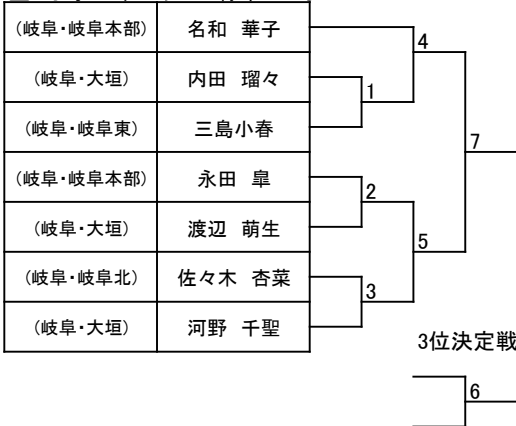 (岐阜・岐阜本部) 名和 華子
4
(岐阜・大垣) 内田 瑠々
1
(岐阜・岐阜東) 三島小春
7
(岐阜・岐阜本部) 永田 皐
2
(岐阜・大垣) 渡辺 萌生
5
(岐阜・岐阜北) 佐々木 杏菜
3
(岐阜・大垣) 河野 千聖
3位決定戦
6